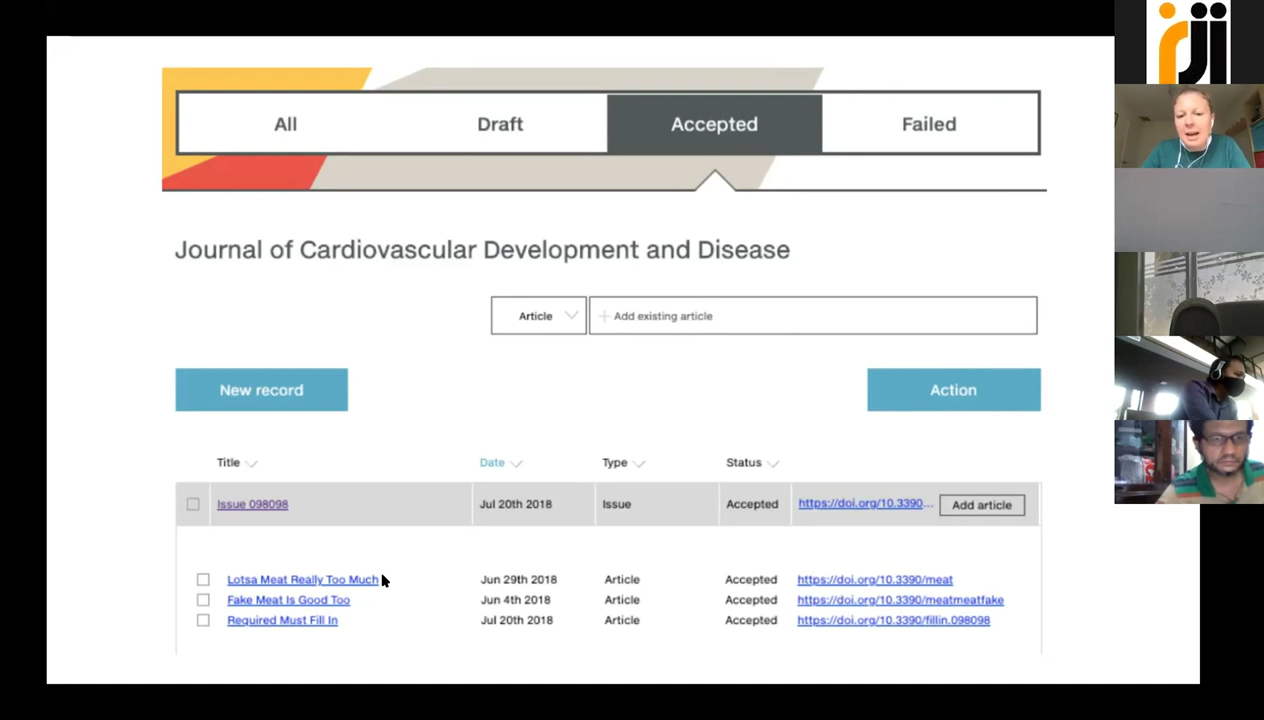 All Draft Accepted Failed
Journal of Cardiovascular Development and Disease
Article Add existing article
New record Action
Title Date Type Status
Issue 098098 Jul 20th 2018 Issue Accepted https://doi.org/10.3390... Add article
Lotsa Meat Really Too Much Jun 29th 2018 Article Accepted https://doi.org/10.3390/meat
Fake Meat Is Good Too Jun 4th 2018 Article Accepted https://doi.org/10.3390/meatmeatfake
Required Must Fill In Jul 20th 2018 Article Accepted https://doi.org/10.3390/fillin.098098